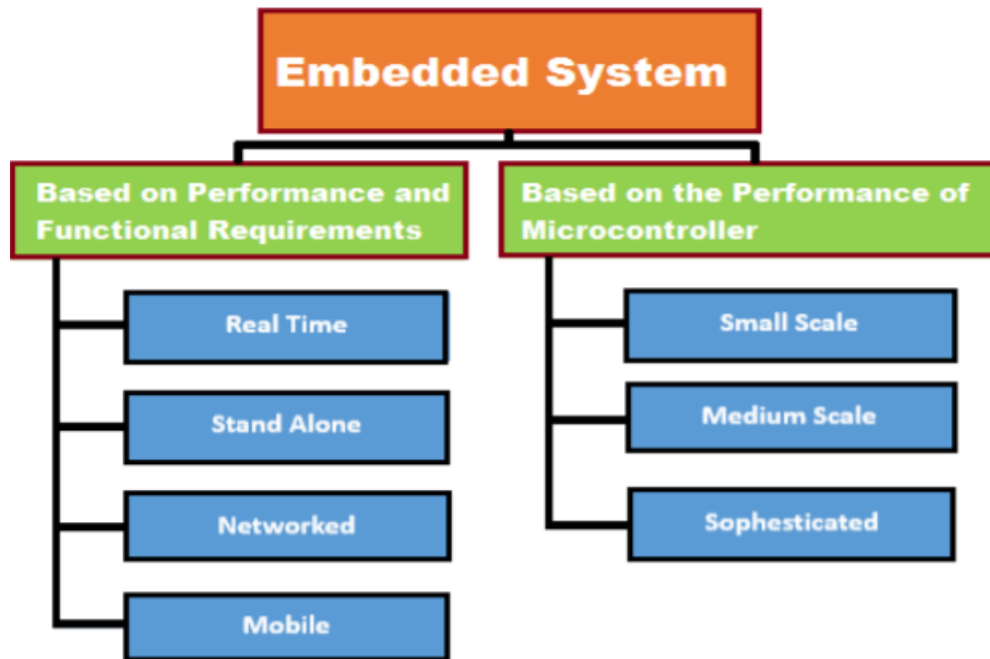 Embedded System
Based on Performance and
Functional Requirements
Real Time
Stand Alone
Networked
Mobile
Based on the Performance of
Microcontroller
Small Scale
Medium Scale
Sophesticated